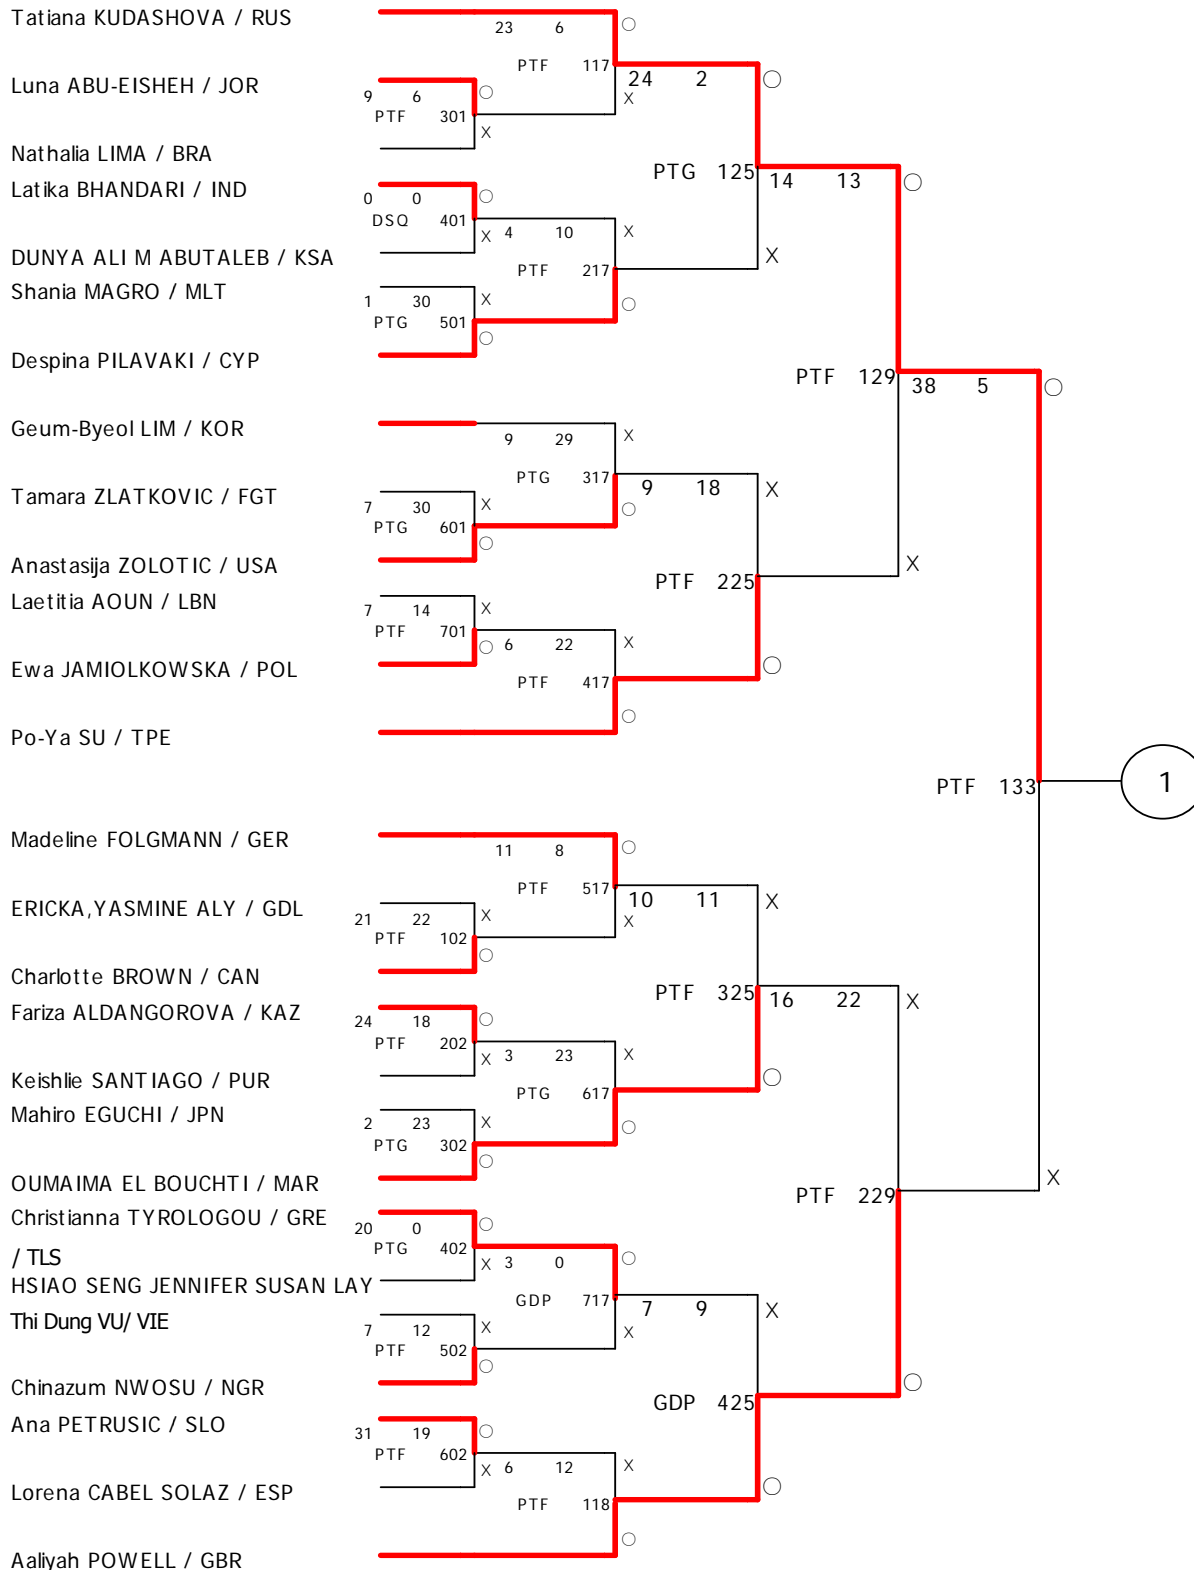 Tatiana KUDASHOVA / RUS
23 6
PTF 117
Luna ABU-EISHEH / JOR
24 2
9 6
PTF 301
Nathalia LIMA / BRA
PTG 125
14 13
Latika BHANDARI / IND
0 0
DSQ 401
4 10
DUNYA ALI M ABUTALEB / KSA
PTF 217
Shania MAGRO / MLT
1 30
PTG 501
Despina PILAVAKI / CYP
PTF 129
38 5
Geum-Byeol LIM / KOR
9 29
PTG 317
9 18
Tamara ZLATKOVIC / FGT
7 30
PTG 601
Anastasija ZOLOTIC / USA
PTF 225
Laetitia AOUN / LBN
7 14
PTF 701
6 22
Ewa JAMIOLKOWSKA / POL
PTF 417
Po-Ya SU / TPE
PTF 133
1
Madeline FOLGMANN / GER
11 8
PTF 517
10 11
ERICKA,YASMINE ALY / GDL
21 22
PTF 102
Charlotte BROWN / CAN
PTF 325
16 22
Fariza ALDANGOROVA / KAZ
24 18
PTF 202
3 23
Keishlie SANTIAGO / PUR
PTG 617
Mahiro EGUCHI / JPN
2 23
PTG 302
OUMAIMA EL BOUCHTI / MAR
PTF 229
Christianna TYROLOGOU / GRE
20 0
PTG 402
/ TLS
3 0
HSIAO SENG JENNIFER SUSAN LAY
GDP 717
7 9
Thi Dung VU/ VIE
7 12
PTF 502
Chinazum NWOSU / NGR
GDP 425
Ana PETRUSIC / SLO
31 19
PTF 602
6 12
Lorena CABEL SOLAZ / ESP
PTF 118
Aaliyah POWELL / GBR